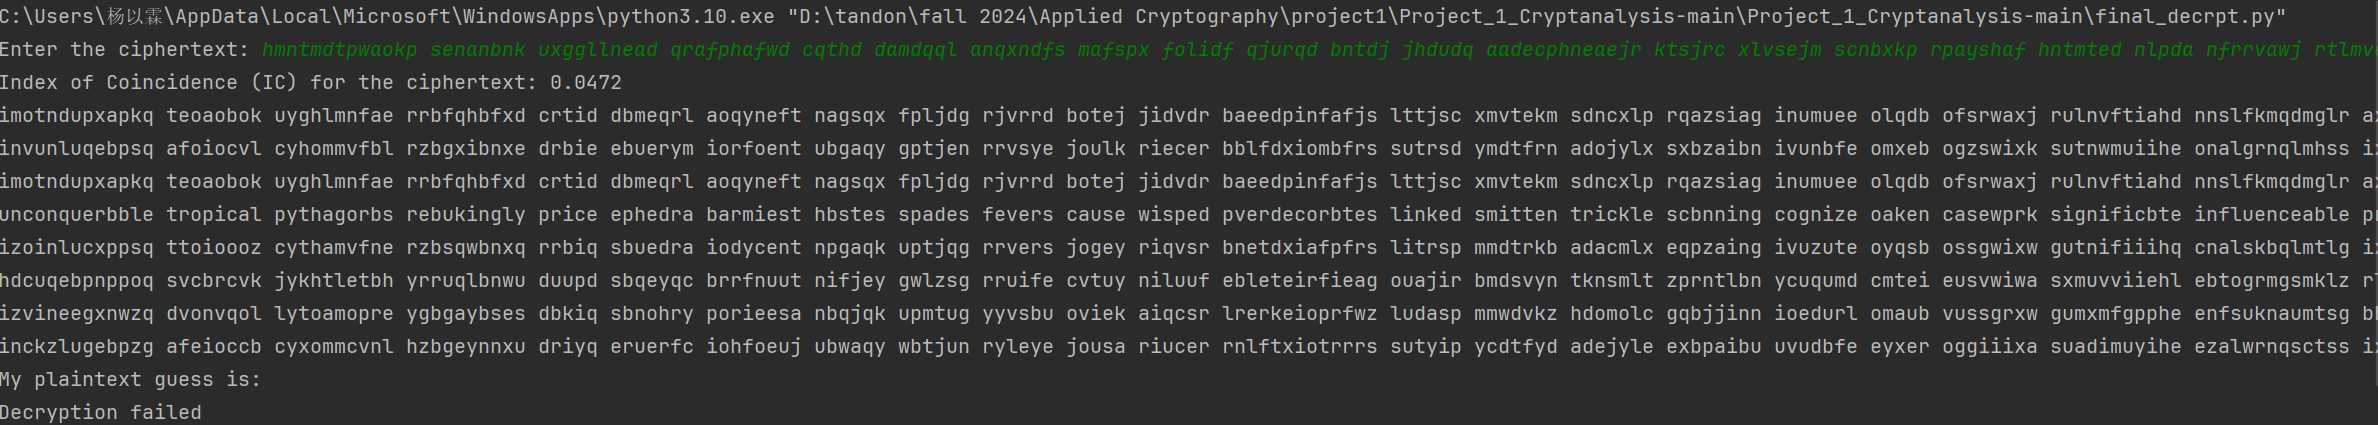 C:\Users\杨以霖\AppData\Local\Microsoft\WindowsApps\python3.10.exe "D:\tandon\fall 2024\Applied Cryptography\project1\Project_1_Cryptanalysis-main\Project_1_Cryptanalysis-main\final_decrpt.py"
Enter the ciphertext: hmntmdtpwaokp senanbnk uxggllnead qrafphafwd cqthd damdqql anqxndfs mafspx folidf qjurqd bntdj jhdudq aadecphneaejr ktsjrc xlvsejm scnbxkp rpayshaf hntmted nlpda nfrrvawj rtlmv
Index of Coincidence (IC) for the ciphertext: 0.0472
imotndupxapkq teoaobok uyghlmnfae rrbfqhbfxd crtid dbmeqrl aoqyneft nagsqx fpljdg rjvrrd botej jidvdr baeedpinfafjs lttjsc xmvtekm sdncxlp rqazsiag inumuee olqdb ofsrwaxj rulnvftiahd nnslfkmqdmglr a
invunluqebpsq afoiocvl cyhommvfbl rzbgxibnxe drbie ebuerym iorfoent ubgaqy gptjen rrvsye joulk riecer bblfdxiombfrs sutrsd ymdtfrn adojylx sxbzaibn ivunbfe omxeb ogzswixk sutnwmuiihe onalgrnqlmhss i
imotndupxapkq teoaobok uyghlmnfae rrbfqhbfxd crtid dbmeqrl aoqyneft nagsqx fpljdg rjvrrd botej jidvdr baeedpinfafjs lttjsc xmvtekm sdncxlp rqazsiag inumuee olqdb ofsrwaxj rulnvftiahd nnslfkmqdmglr a
unconquerbble tropical pythagorbs rebukingly price ephedra barmiest hbstes spades fevers cause wisped pverdecorbtes linked smitten trickle scbnning cognize oaken casewprk significbte influenceable p
izoinlucxppsq ttoioooz cythamvfne rzbsqwbnxq rrbiq sbuedra iodycent npgaqk uptjqg rrvers jogey riqvsr bnetdxiafpfrs litrsp mmdtrkb adacmlx eqpzaing ivuzute oyqsb ossgwixw gutnifiiihq cnalskbqlmtlg i
hdcuqebpnppoq svcbrcvk jykhtletbh yrruqlbnwu duupd sbqeyqc brrfnuut nifjey gwlzsg rruife cvtuy niluuf ebleteirfieag ouajir bmdsvyn tknsmlt zprntlbn ycuqumd cmtei eusvwiwa sxmuvviiehl ebtogrmgsmklz r
izvineegxnwzq dvonvqol lytoamopre ygbgaybses dbkiq sbnohry porieesa nbqjqk upmtug yyvsbu oviek aiqcsr lrerkeioprfwz ludasp mmwdvkz hdomolc gqbjjinn ioedurl omaub vussgrxw gumxmfgpphe enfsuknaumtsg b
inckzlugebpzg afeioccb cyxommcvnl hzbgeynnxu driyq eruerfc iohfoeuj ubwaqy wbtjun ryleye jousa riucer rnlftxiotrrrs sutyip ycdtfyd adejyle exbpaibu uvudbfe eyxer oggiiixa suadimuyihe ezalwrnqsctss i
My plaintext guess is:
Decryption failed